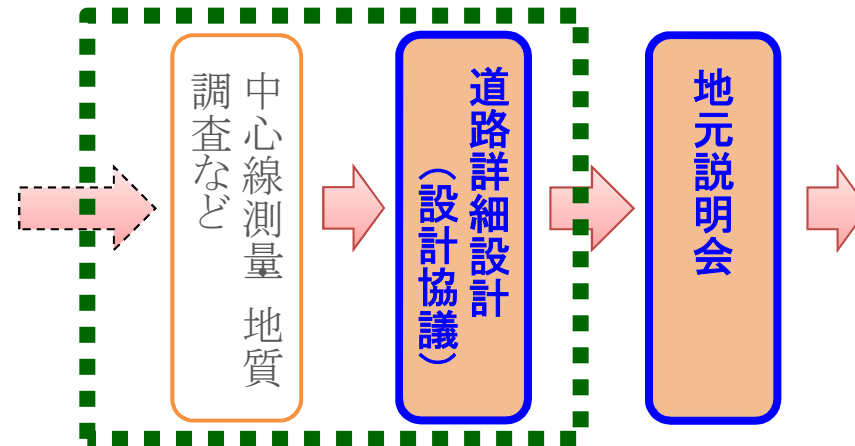 中心線測量 地質
調査など
道路詳細設計
（設計協議）
地元説明会